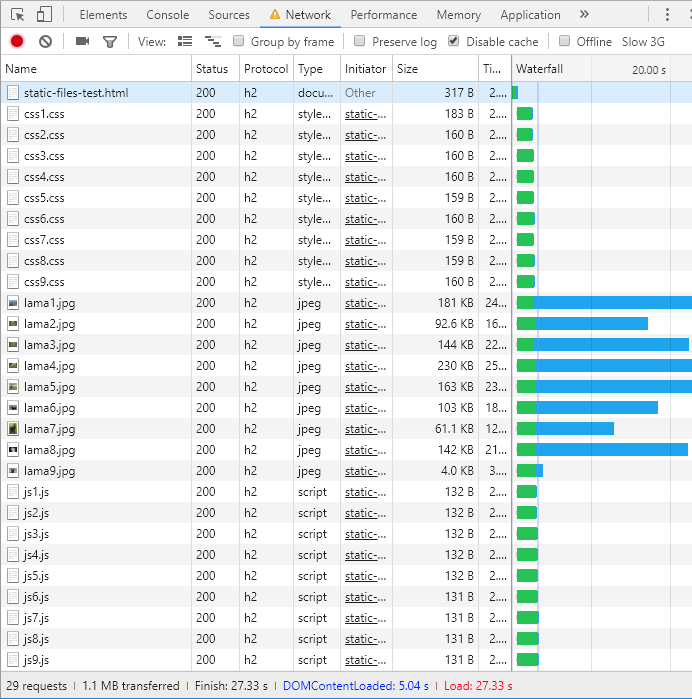 Elements Console Sources Network Performance Memory Application »
View: Group by frame Preserve log Disable cache Offline Slow 3G
Name Status Protocol Type Initiator Size Ti... Waterfall 20.00 s
static-files-test.html 200 h2 docu... Other 317 B 2....
css1.css 200 h2 style... static-... 183 B 2....
css2.css 200 h2 style... static-... 160 B 2....
css3.css 200 h2 style... static-... 160 B 2....
css4.css 200 h2 style... static-... 160 B 2....
css5.css 200 h2 style... static-... 159 B 2....
css6.css 200 h2 style... static-... 160 B 2....
css7.css 200 h2 style... static-... 159 B 2....
css8.css 200 h2 style... static-... 159 B 2....
css9.css 200 h2 style... static-... 160 B 2....
lama1.jpg 200 h2 jpeg static-... 181 KB 24...
lama2.jpg 200 h2 jpeg static-... 92.6 KB 16...
lama3.jpg 200 h2 jpeg static-... 144 KB 22...
lama4.jpg 200 h2 jpeg static-... 230 KB 25...
lama5.jpg 200 h2 jpeg static-... 163 KB 23...
lama6.jpg 200 h2 jpeg static-... 103 KB 18...
lama7.jpg 200 h2 jpeg static-... 61.1 KB 12...
lama8.jpg 200 h2 jpeg static-... 142 KB 21...
lama9.jpg 200 h2 jpeg static-... 4.0 KB 3....
js1.js 200 h2 script static-... 132 B 2....
js2.js 200 h2 script static-... 132 B 2....
js3.js 200 h2 script static-... 132 B 2....
js4.js 200 h2 script static-... 132 B 2....
js5.js 200 h2 script static-... 132 B 2....
js6.js 200 h2 script static-... 131 B 2....
js7.js 200 h2 script static-... 131 B 2....
js8.js 200 h2 script static-... 131 B 2....
js9.js 200 h2 script static-... 131 B 2....
29 requests | 1.1 MB transferred | Finish: 27.33 s | DOMContentLoaded: 5.04 s | Load: 27.33 s